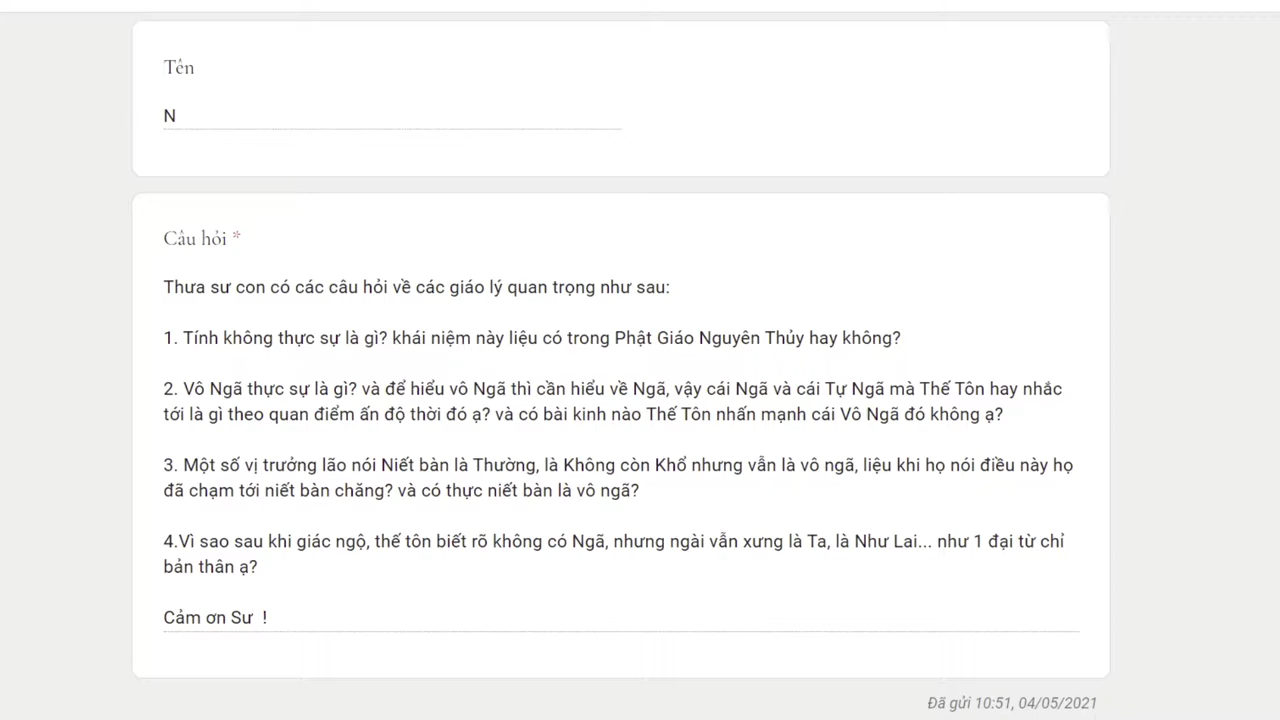 Tên
N
Câu hỏi *
Thưa sư con có các câu hỏi về các giáo lý quan trọng như sau:
1. Tính không thực sự là gì? khái niệm này liệu có trong Phật Giáo Nguyên Thủy hay không?
2. Vô Ngã thực sự là gì? và để hiểu vô Ngã thì cần hiểu về Ngã, vậy cái Ngã và cái Tự Ngã mà Thế Tôn hay nhắc
tới là gì theo quan điểm ấn độ thời đó ạ? và có bài kinh nào Thế Tôn nhấn mạnh cái Vô Ngã đó không ạ?
3. Một số vị trưởng lão nói Niết bàn là Thường, là Không còn Khổ nhưng vẫn là vô ngã, liệu khi họ nói điều này họ
đã chạm tới niết bàn chăng? và có thực niết bàn là vô ngã?
4.Vì sao sau khi giác ngộ, thế tôn biết rõ không có Ngã, nhưng ngài vẫn xưng là Ta, là Như Lai... như 1 đại từ chỉ
bản thân ạ?
Cảm ơn Sư  !
Đã gửi 10:51, 04/05/2021